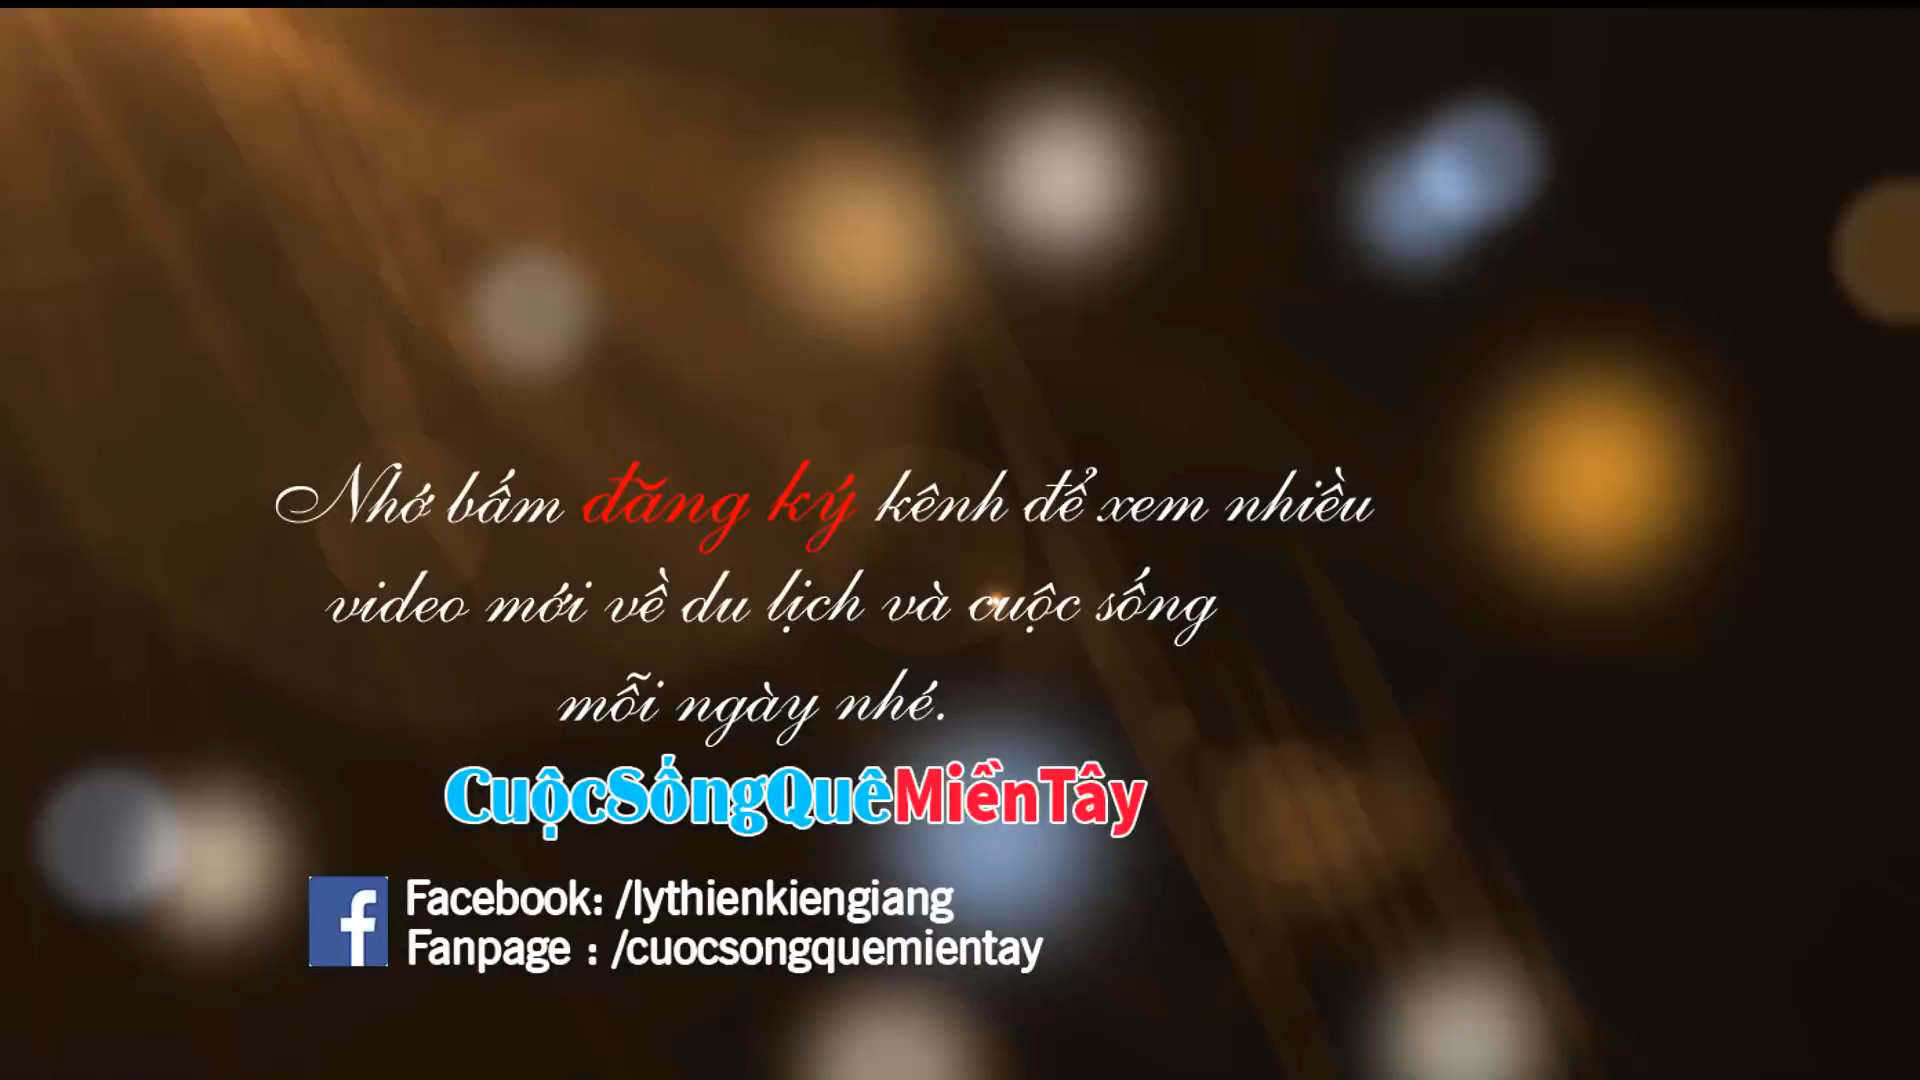 Nhớ bấm đăng ký kênh để xem nhiều
video mới về du lịch và cuộc sống
mỗi ngày nhé.
CuộcSốngQuêMiềnTây
Facebook: /lythienkiengiang
Fanpage : /cuocsongquemientay